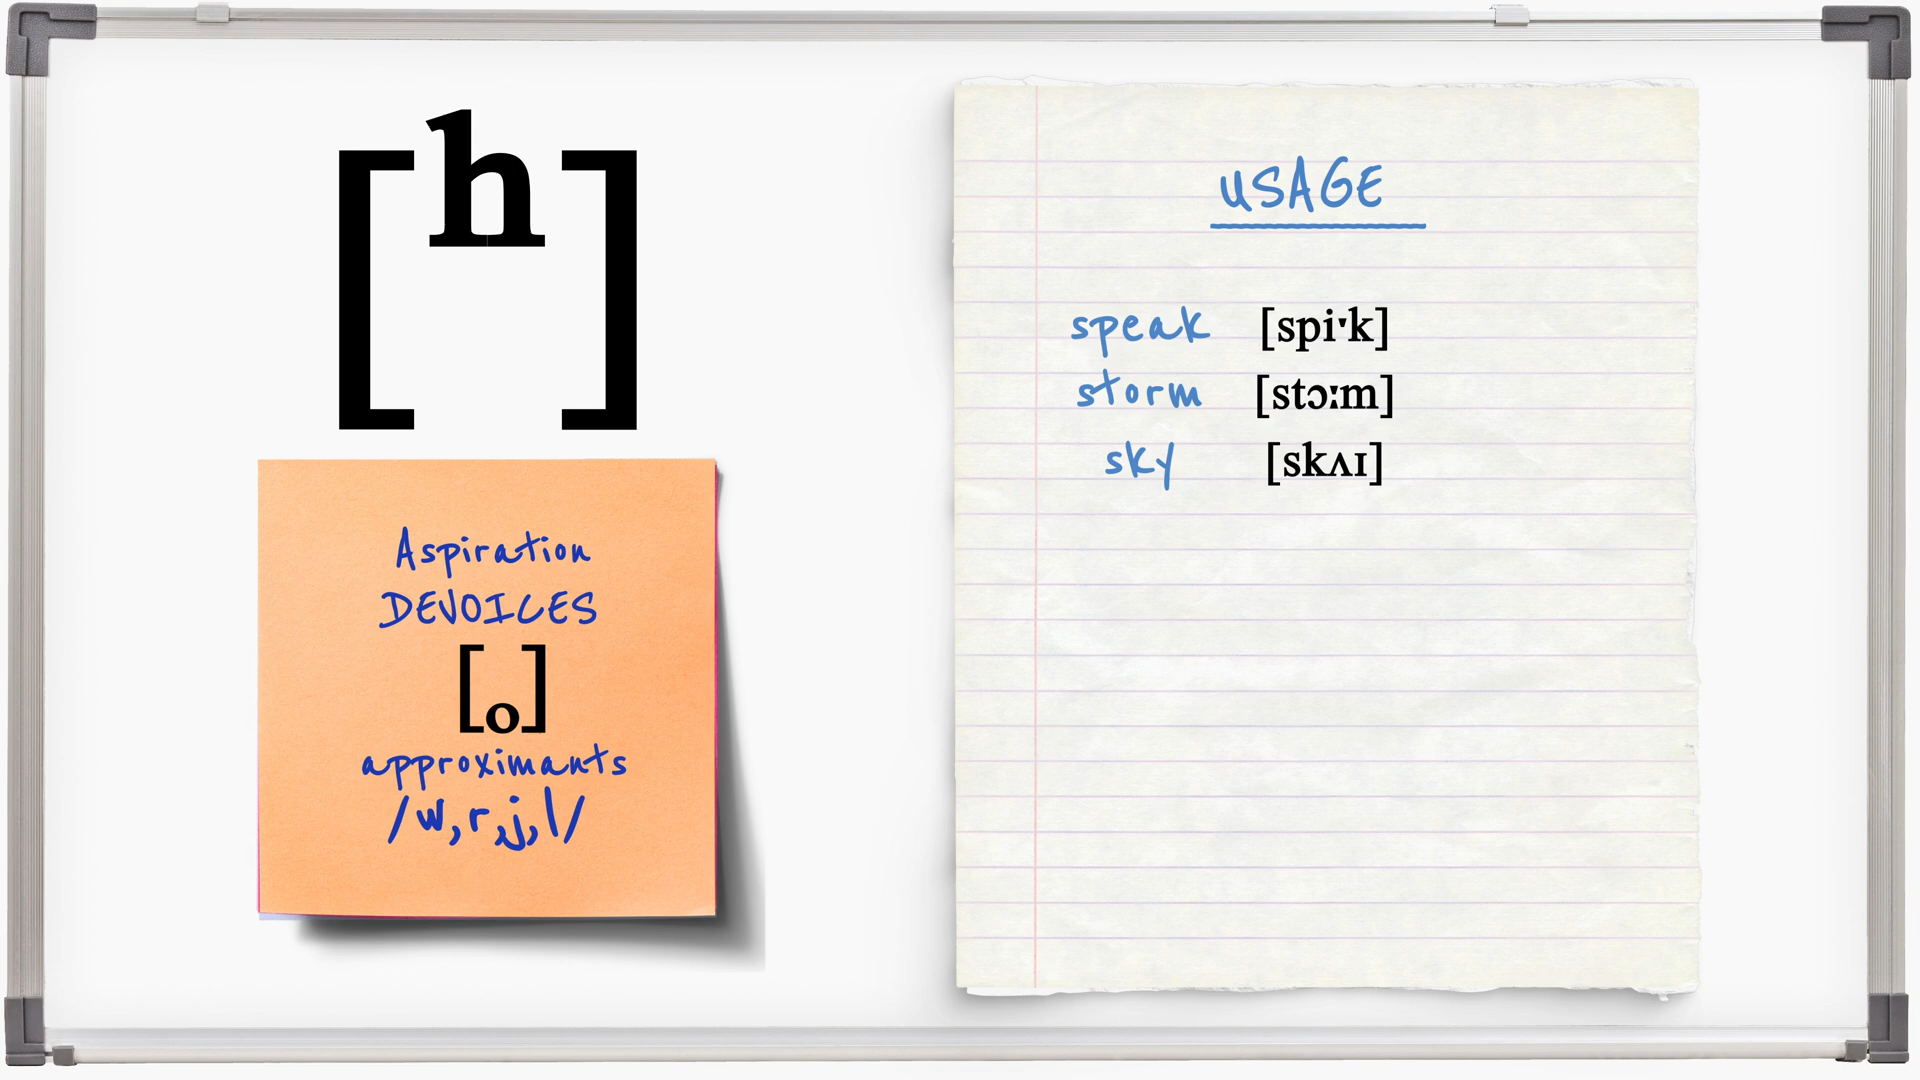 [ʰ]
Aspiration
DEVOICES
[ ̥]
approximants
/w,r,j,l/
USAGE
speak [spiˑk]
storm [stɔːm]
sky [skʌɪ]